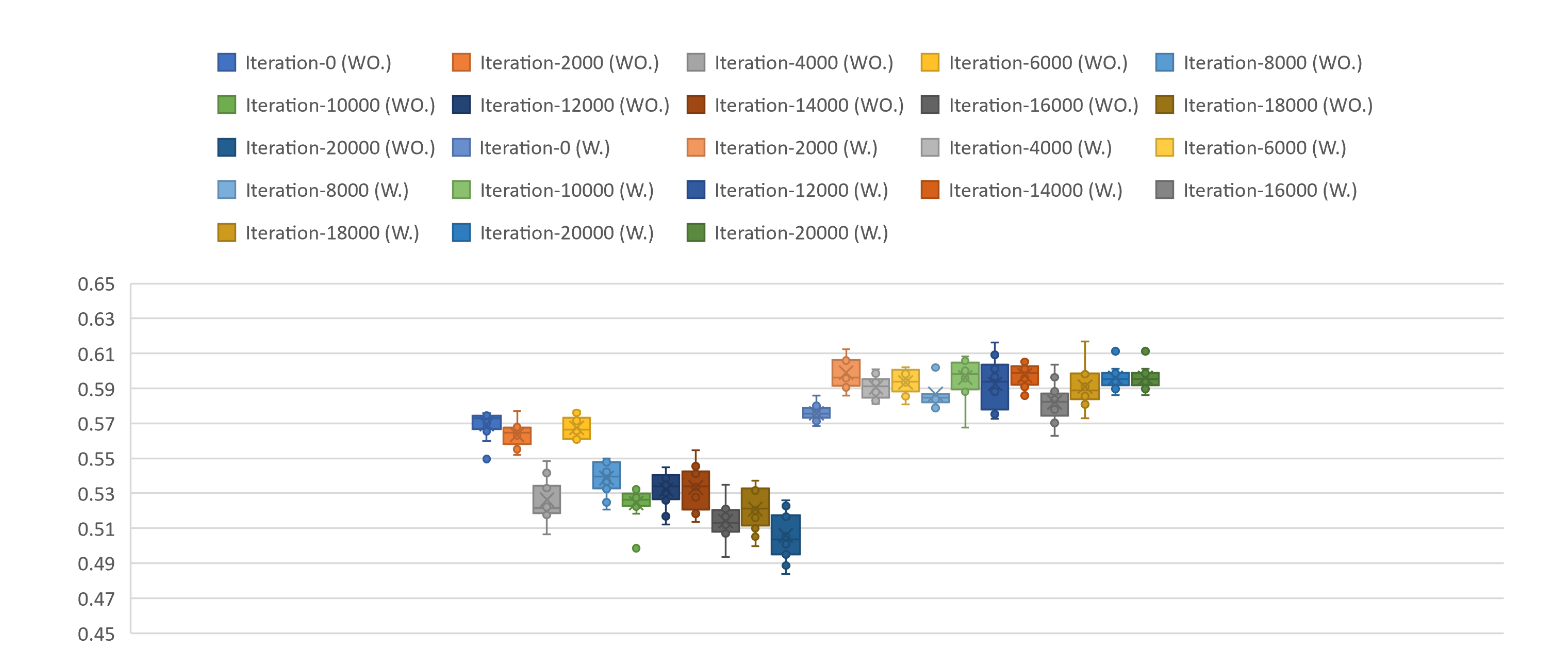 Iteration-0 (WO.) Iteration-2000 (WO.) Iteration-4000 (WO.) Iteration-6000 (WO.) Iteration-8000 (WO.)
Iteration-10000 (WO.) Iteration-12000 (WO.) Iteration-14000 (WO.) Iteration-16000 (WO.) Iteration-18000 (WO.)
Iteration-20000 (WO.) Iteration-0 (W.) Iteration-2000 (W.) Iteration-4000 (W.) Iteration-6000 (W.)
Iteration-8000 (W.) Iteration-10000 (W.) Iteration-12000 (W.) Iteration-14000 (W.) Iteration-16000 (W.)
Iteration-18000 (W.) Iteration-20000 (W.) Iteration-20000 (W.)
0.65
0.63
0.61
0.59
0.57
0.55
0.53
0.51
0.49
0.47
0.45